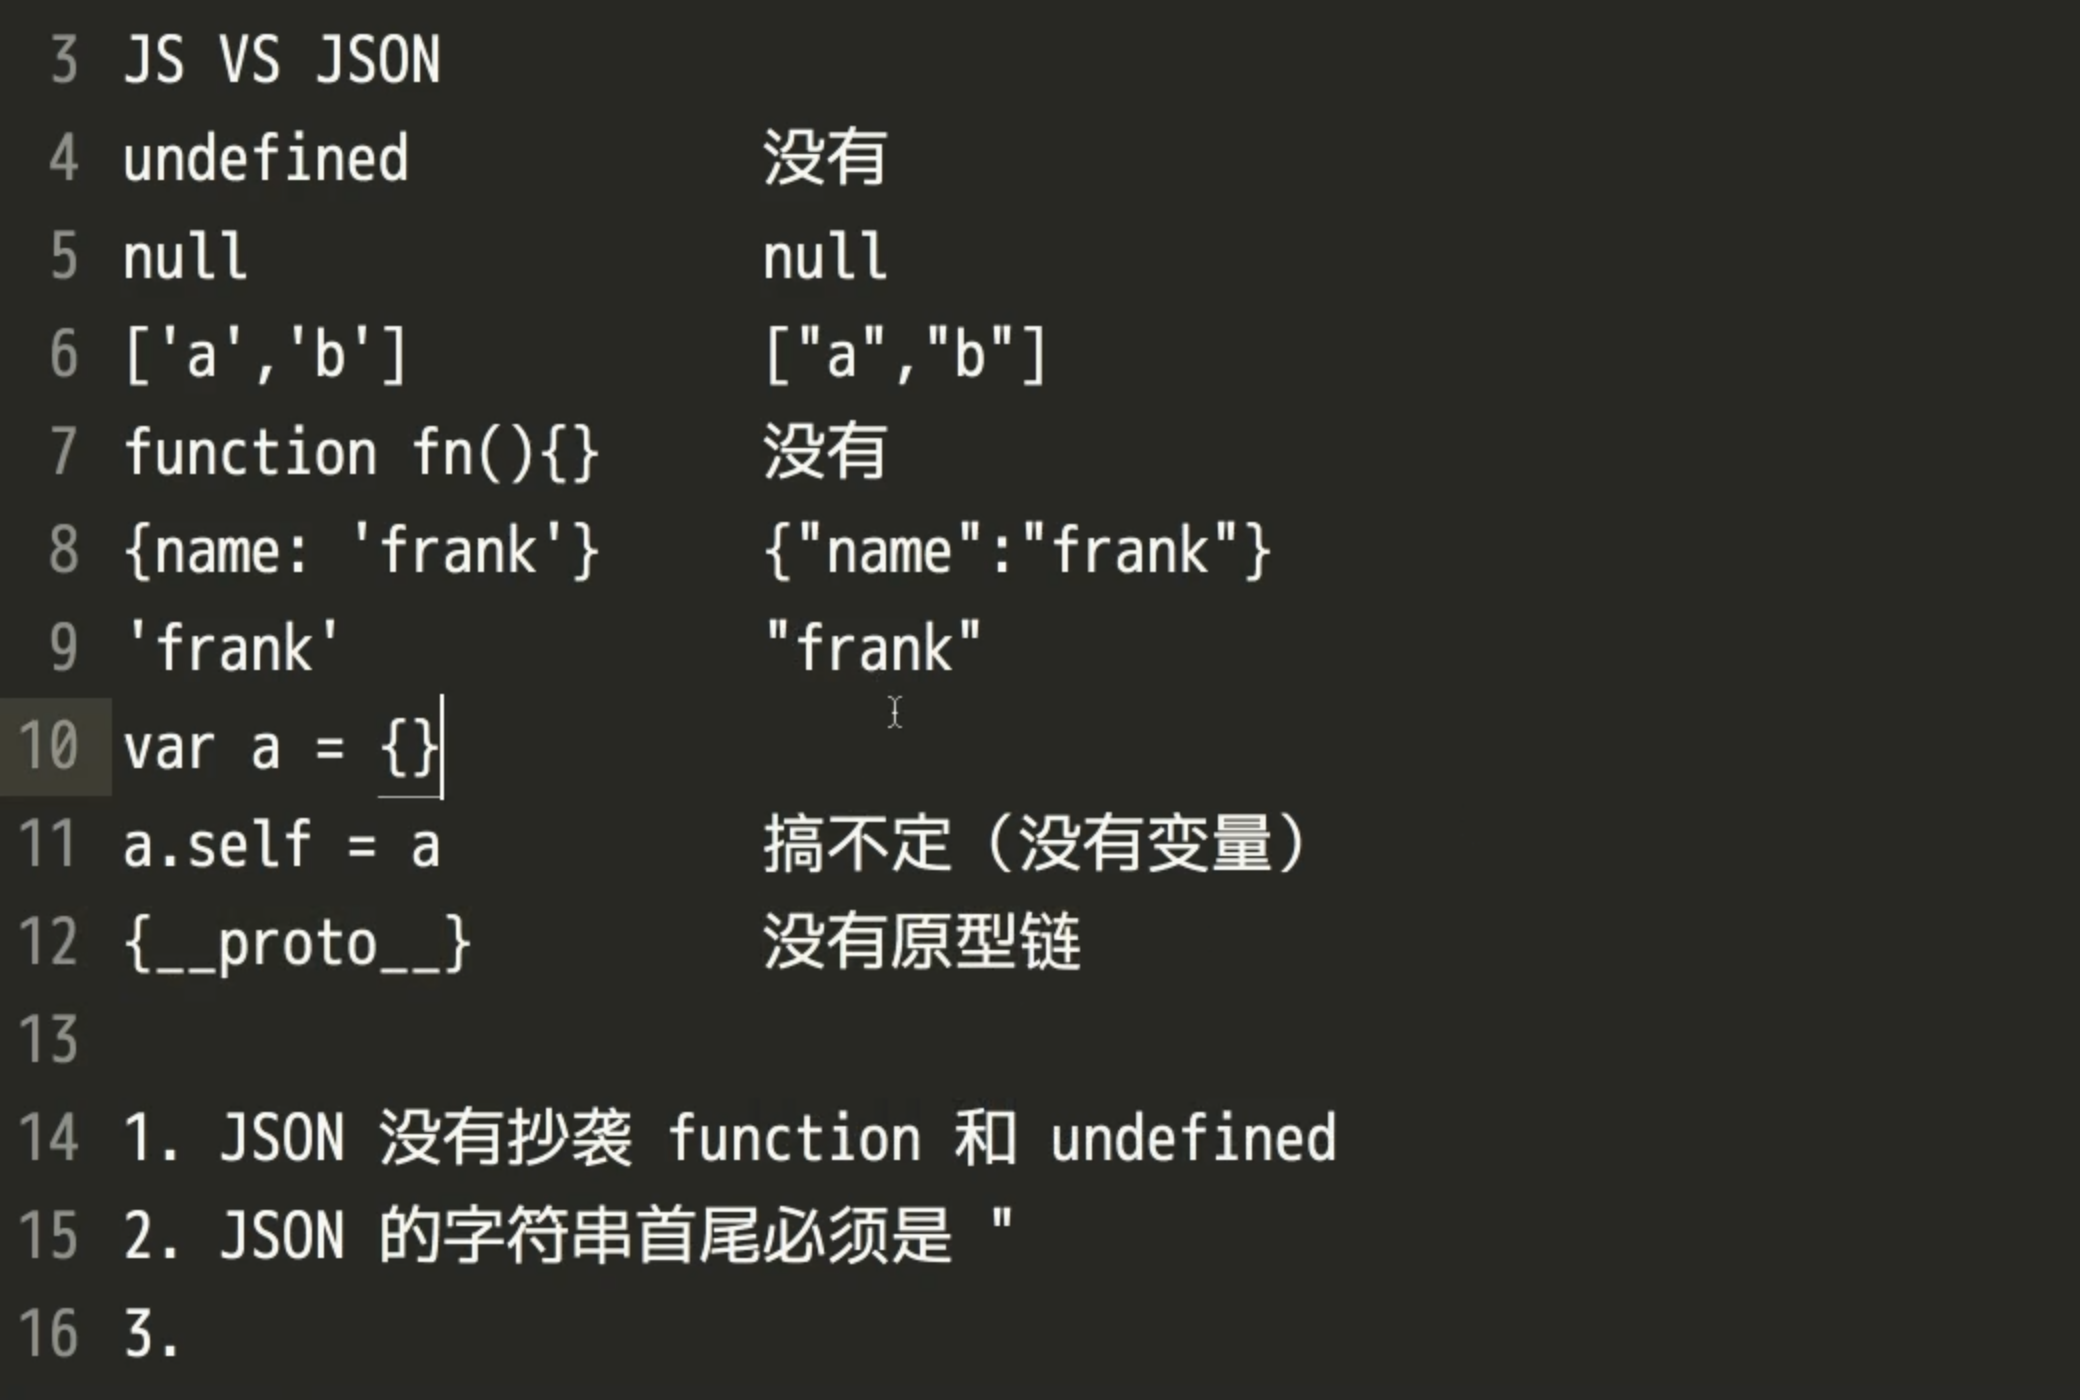 3 JS VS JSON
4 undefined 没有
5 null null
6 ['a','b'] ["a","b"]
7 function fn(){} 没有
8 {name: 'frank'} {"name":"frank"}
9 'frank' "frank"
10 var a = {}
11 a.self = a 搞不定（没有变量）
12 {__proto__} 没有原型链
13
14 1. JSON 没有抄袭 function 和 undefined
15 2. JSON 的字符串首尾必须是 "
16 3.